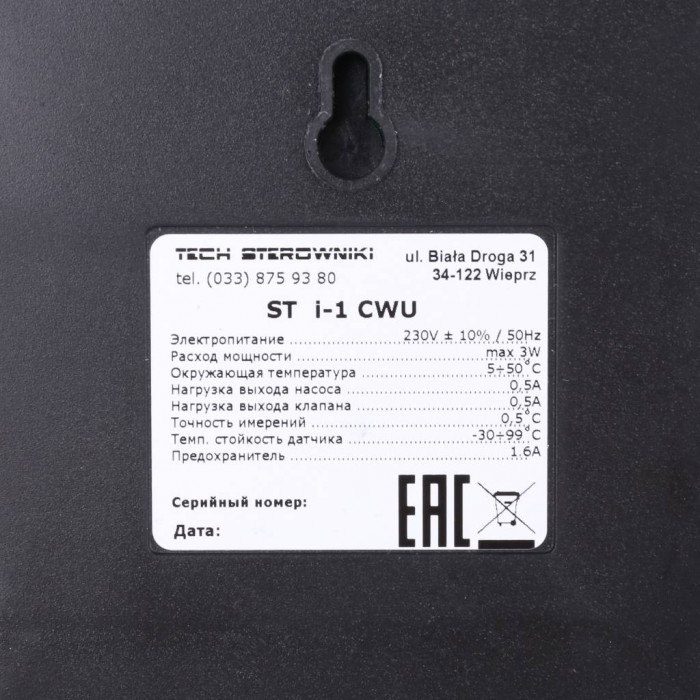 TECH STEROWNIKI
ul. Biała Droga 31
tel. (033) 875 93 80
34-122 Wieprz
ST i-1 CWU
Электропитание 230V ± 10% / 50Hz
Расход мощности max 3W
Окружающая температура 5÷50°C
Нагрузка выхода насоса 0,5A
Нагрузка выхода клапана 0,5A
Точность имерений 0,5°C
Темп. стойкость датчика -30÷99°C
Предохранитель 1.6A
Серийный номер:
Дата:
EAC